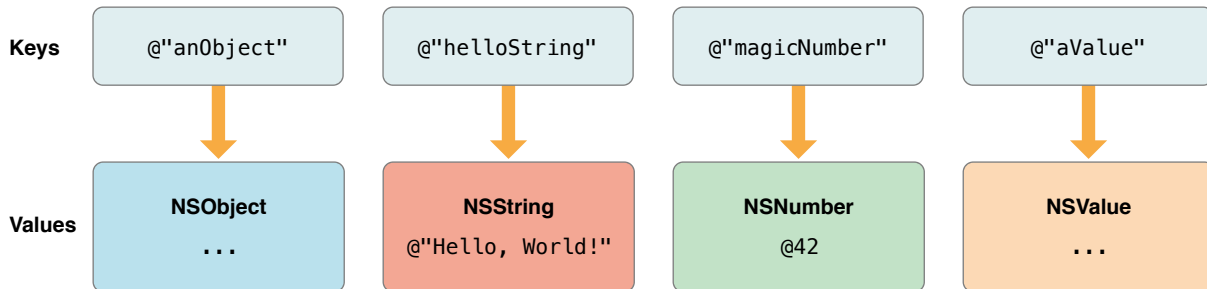 Keys
@"anObject"
@"helloString"
@"magicNumber"
@"aValue"
Values
NSObject
...
NSString
@"Hello, World!"
NSNumber
@42
NSValue
...